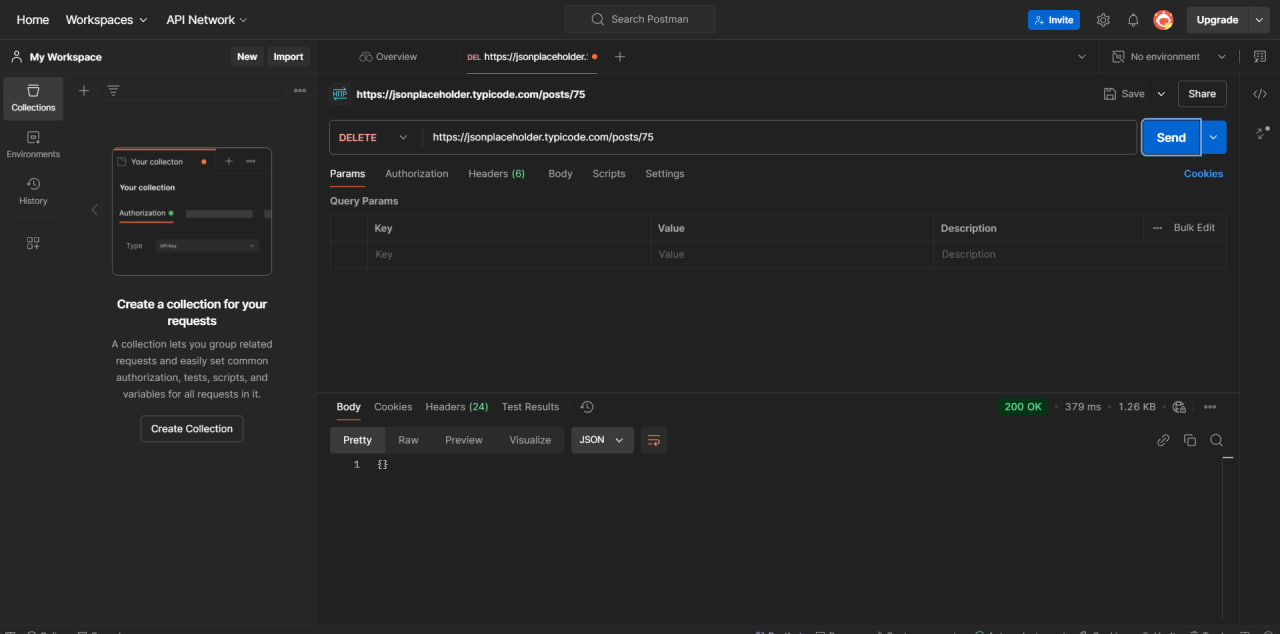 Home Workspaces API Network Search Postman Invite Upgrade
My Workspace New Import Overview DEL https://jsonplaceholder. No environment
Collections
Environments
History
Your collecton
Your collection
Authorization
Type API Key
Create a collection for your
requests
A collection lets you group related
requests and easily set common
authorization, tests, scripts, and
variables for all requests in it.
Create Collection
HTTP https://jsonplaceholder.typicode.com/posts/75 Save Share
DELETE https://jsonplaceholder.typicode.com/posts/75 Send
Params Authorization Headers (6) Body Scripts Settings Cookies
Query Params
Key Value Description Bulk Edit
Key Value Description
Body Cookies Headers (24) Test Results 200 OK 379 ms 1.26 KB
Pretty Raw Preview Visualize JSON
1 {}